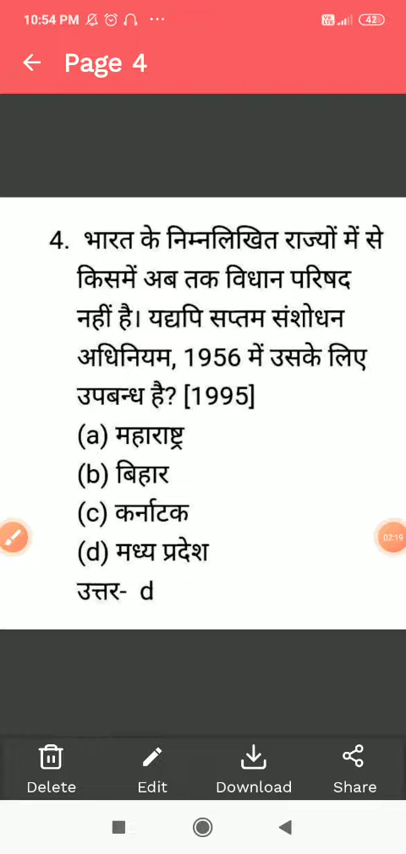 10:54 PM ... 42
Page 4
4. भारत के निम्नलिखित राज्यों में से
किसमें अब तक विधान परिषद
नहीं है। यद्यपि सप्तम संशोधन
अधिनियम, 1956 में उसके लिए
उपबन्ध है? [1995]
(a) महाराष्ट्र
(b) बिहार
(c) कर्नाटक
02:19
(d) मध्य प्रदेश
उत्तर- d
Delete Edit Download Share